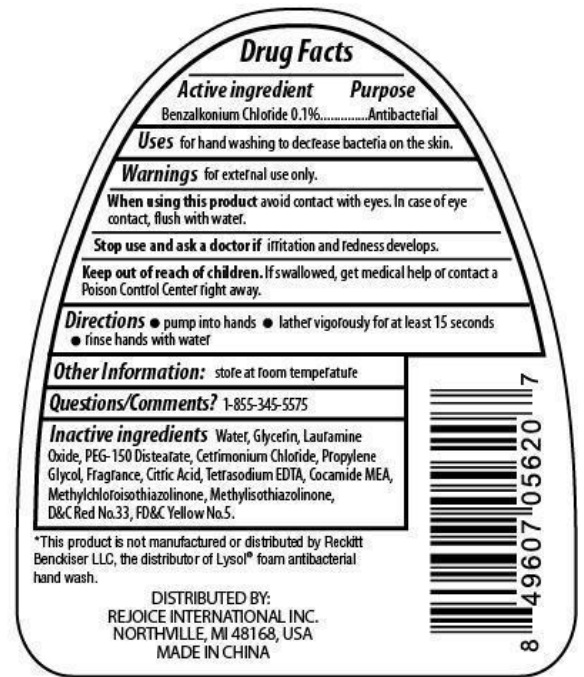 Drug Facts
Active ingredient Purpose
Benzalkonium Chloride 0.1%...............Antibacterial
Uses for hand washing to decrease bacteria on the skin.
Warnings for external use only.
When using this product avoid contact with eyes. In case of eye
contact, flush with water.
Stop use and ask a doctor if irritation and redness develops.
Keep out of reach of children. If swallowed, get medical help or contact a
Poison Control Center right away.
Directions ● pump into hands ● lather vigorously for at least 15 seconds
● rinse hands with water
Other Information: store at room temperature
Questions/Comments? 1-855-345-5575
Inactive ingredients Water, Glycerin, Lauramine
Oxide, PEG-150 Distearate, Cetrimonium Chloride, Propylene
Glycol, Fragrance, Citric Acid, Tetrasodium EDTA, Cocamide MEA,
Methylchloroisothiazolinone, Methylisothiazolinone,
D&C Red No.33, FD&C Yellow No.5.
*This product is not manufactured or distributed by Reckitt
Benckiser LLC, the distributor of Lysol® foam antibacterial
hand wash.
DISTRIBUTED BY:
REJOICE INTERNATIONAL INC.
NORTHVILLE, MI 48168, USA
MADE IN CHINA
8 49607 05620 7